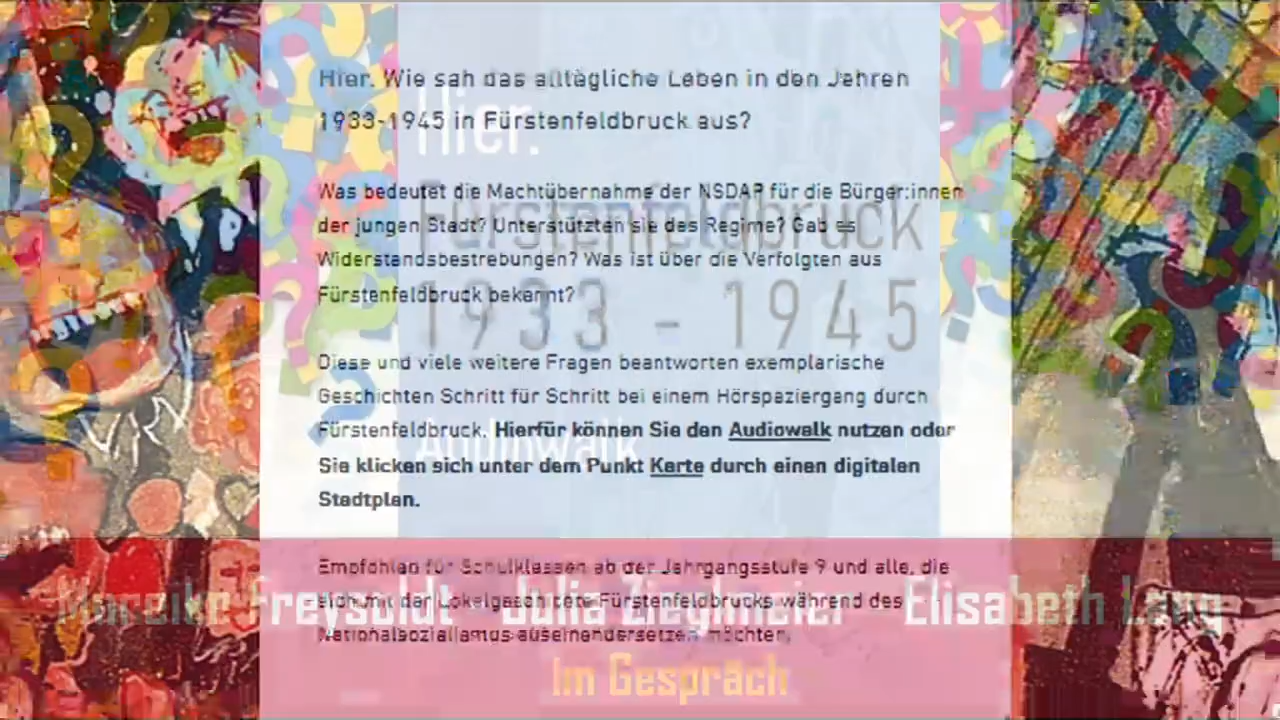 Hier. Wie sah das alltägliche Leben in den Jahren
1933-1945 in Fürstenfeldbruck aus?
Hier.
Was bedeutet die Machtübernahme der NSDAP für die Bürger:innen
der jungen Stadt? Unterstützten sie das Regime? Gab es
Fürstenfeldbruck
Widerstandsbestrebungen? Was ist über die Verfolgten aus
Fürstenfeldbruck bekannt?
1933 - 1945
Diese und viele weitere Fragen beantworten exemplarische
Geschichten Schritt für Schritt bei einem Hörspaziergang durch
Fürstenfeldbruck. Hierfür können Sie den Audiowalk nutzen oder
Audiowalk
Sie klicken sich unter dem Punkt Karte durch einen digitalen
Stadtplan.
Empfohlen für Schulklassen ab der Jahrgangsstufe 9 und alle, die
sich mit der Lokalgeschichte Fürstenfeldbrucks während des
Mareike Freysoldt - Julia Zieglmeier - Elisabeth Lang
Nationalsozialismus auseinandersetzen möchten.
Im Gespräch